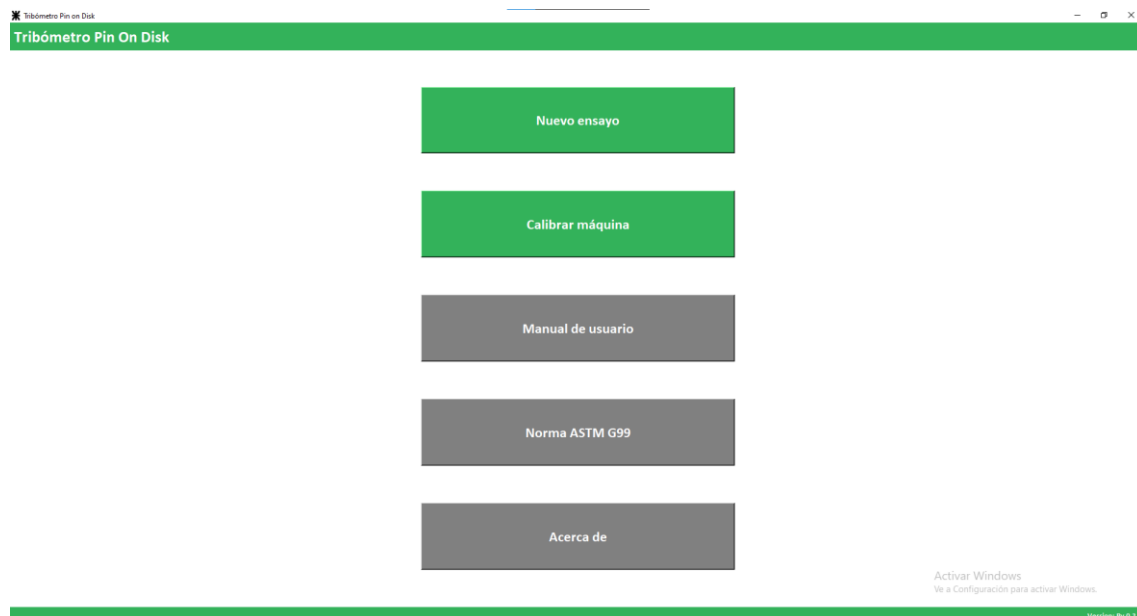 Tribómetro Pin on Disk
Tribómetro Pin On Disk
Nuevo ensayo
Calibrar máquina
Manual de usuario
Norma ASTM G99
Acerca de
Activar Windows
Ve a Configuración para activar Windows.